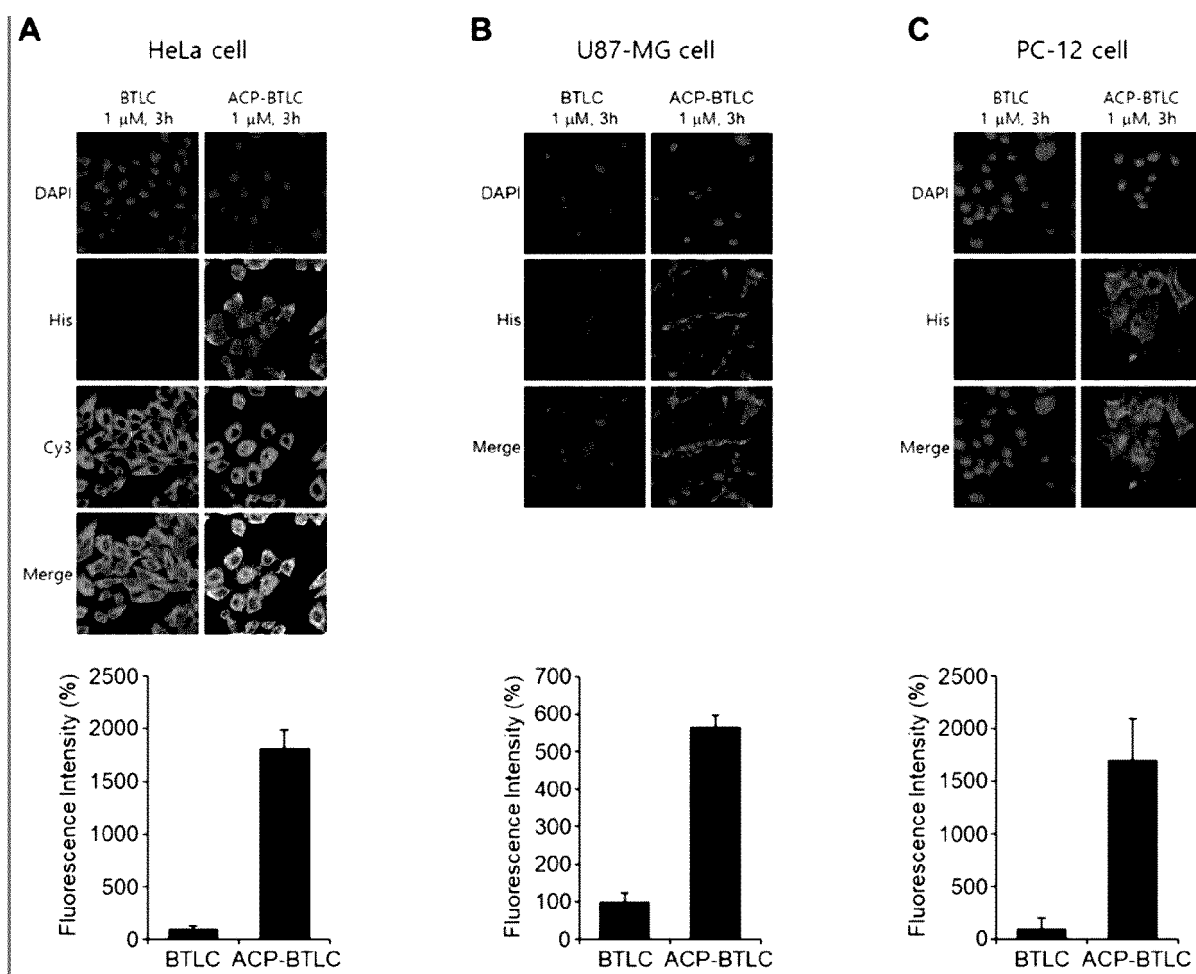 A
HeLa cell
BTLC
1 μM, 3h
ACP-BTLC
1 μM, 3h
DAPI
His
Cy3
Merge
Fluorescence Intensity (%)
2500
2000
1500
1000
500
0
BTLC ACP-BTLC
B
U87-MG cell
BTLC
1 μM, 3h
ACP-BTLC
1 μM, 3h
DAPI
His
Merge
Fluorescence Intensity (%)
700
600
500
400
300
200
100
0
BTLC ACP-BTLC
C
PC-12 cell
BTLC
1 μM, 3h
ACP-BTLC
1 μM, 3h
DAPI
His
Merge
Fluorescence Intensity (%)
2500
2000
1500
1000
500
0
BTLC ACP-BTLC